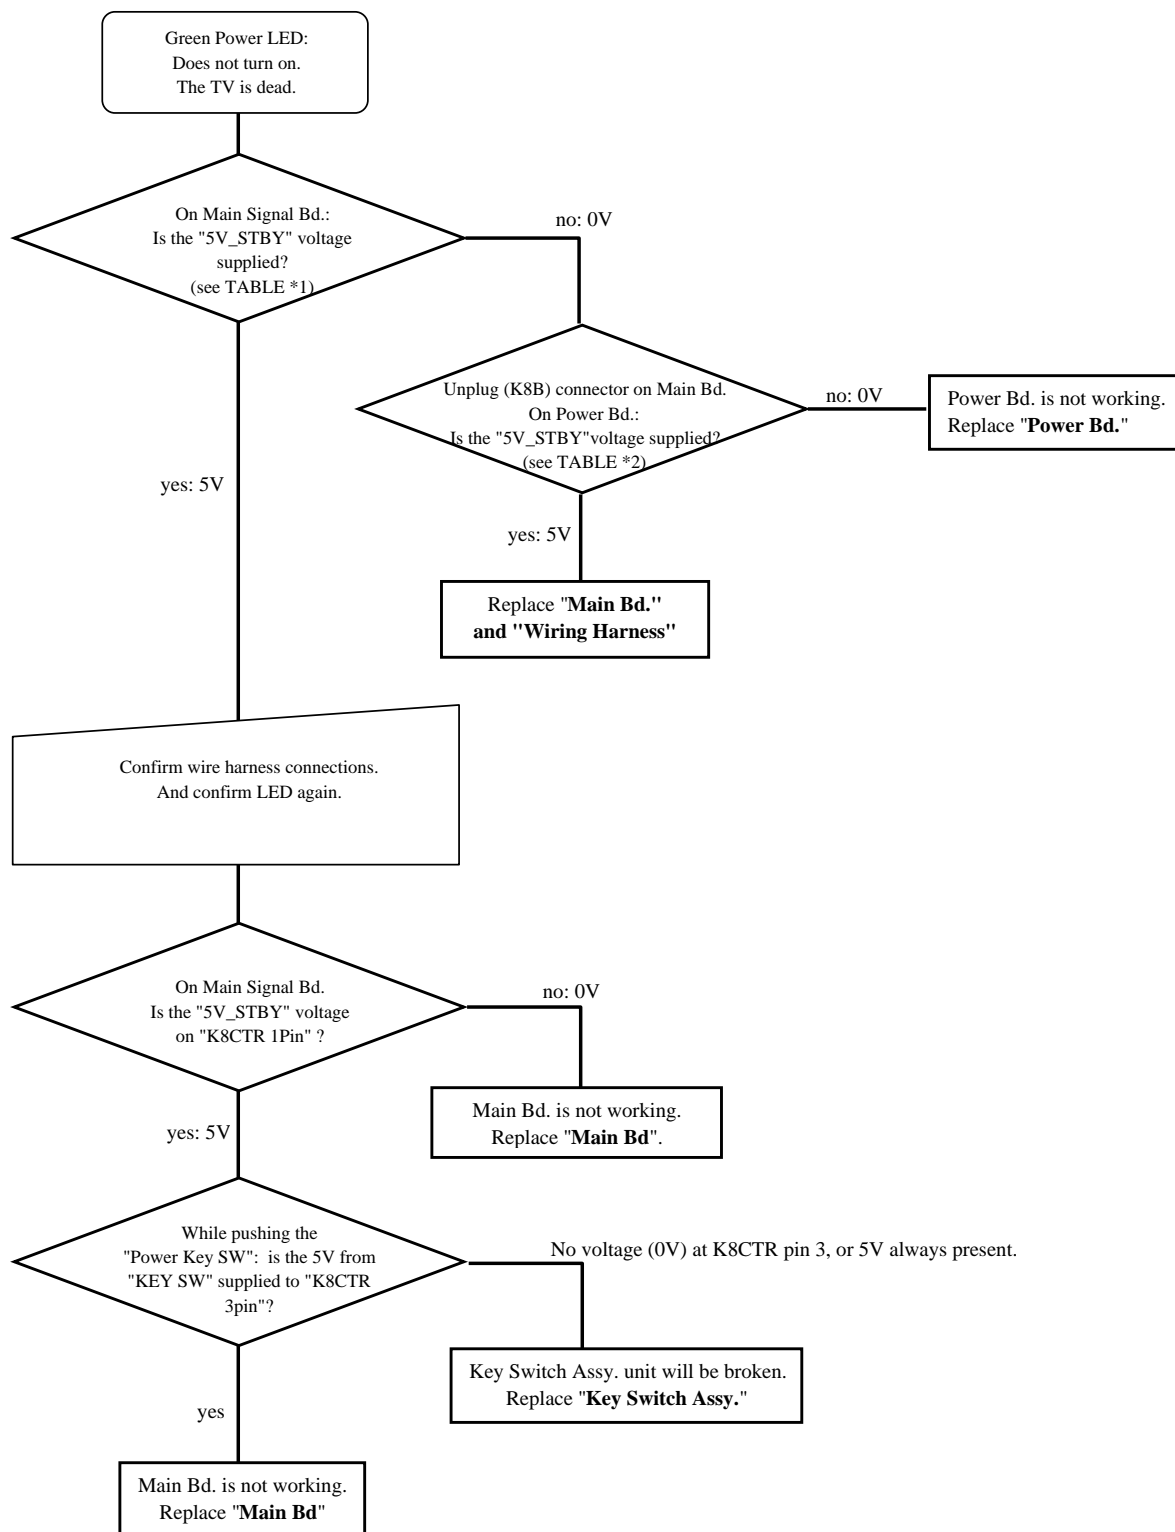 Green Power LED:
Does not turn on.
The TV is dead.
On Main Signal Bd.:
Is the "5V_STBY" voltage
supplied?
(see TABLE *1)
no: 0V
Unplug (K8B) connector on Main Bd.
On Power Bd.:
Is the "5V_STBY"voltage supplied?
(see TABLE *2)
no: 0V
Power Bd. is not working.
Replace "Power Bd."
yes: 5V
yes: 5V
Replace "Main Bd."
and "Wiring Harness"
Confirm wire harness connections.
And confirm LED again.
On Main Signal Bd.
Is the "5V_STBY" voltage
on "K8CTR 1Pin" ?
no: 0V
Main Bd. is not working.
Replace "Main Bd".
yes: 5V
While pushing the
"Power Key SW":  is the 5V from
"KEY SW" supplied to "K8CTR
3pin"?
No voltage (0V) at K8CTR pin 3, or 5V always present.
Key Switch Assy. unit will be broken.
Replace "Key Switch Assy."
yes
Main Bd. is not working.
Replace "Main Bd"